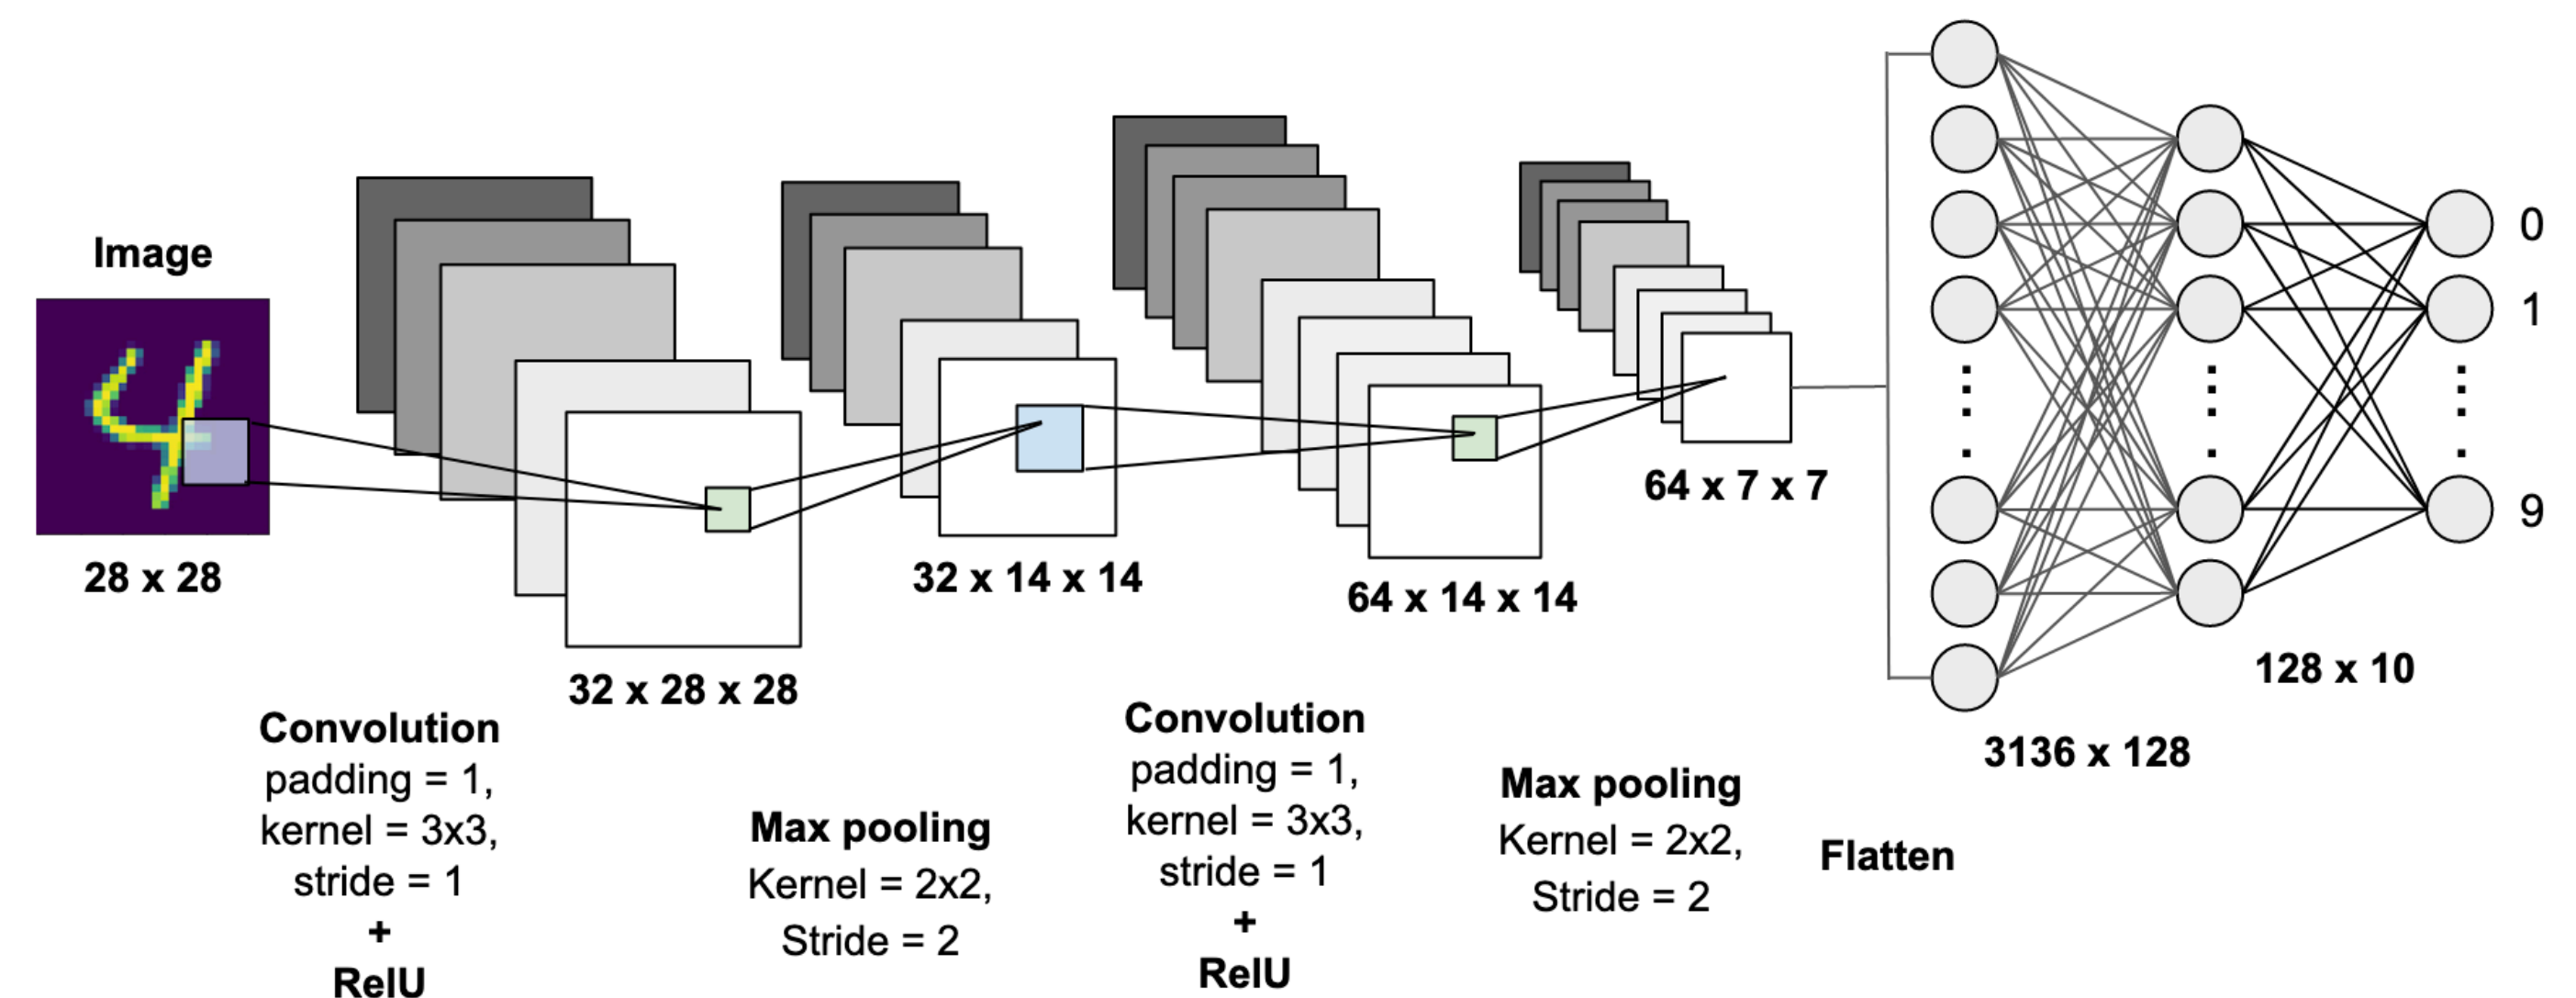 Image
28 x 28
32 x 28 x 28
Convolution
padding = 1,
kernel = 3x3,
stride = 1
+
RelU
32 x 14 x 14
Max pooling
Kernel = 2x2,
Stride = 2
64 x 14 x 14
Convolution
padding = 1,
kernel = 3x3,
stride = 1
+
RelU
64 x 7 x 7
Max pooling
Kernel = 2x2,
Stride = 2
Flatten
3136 x 128
128 x 10
0
1
9